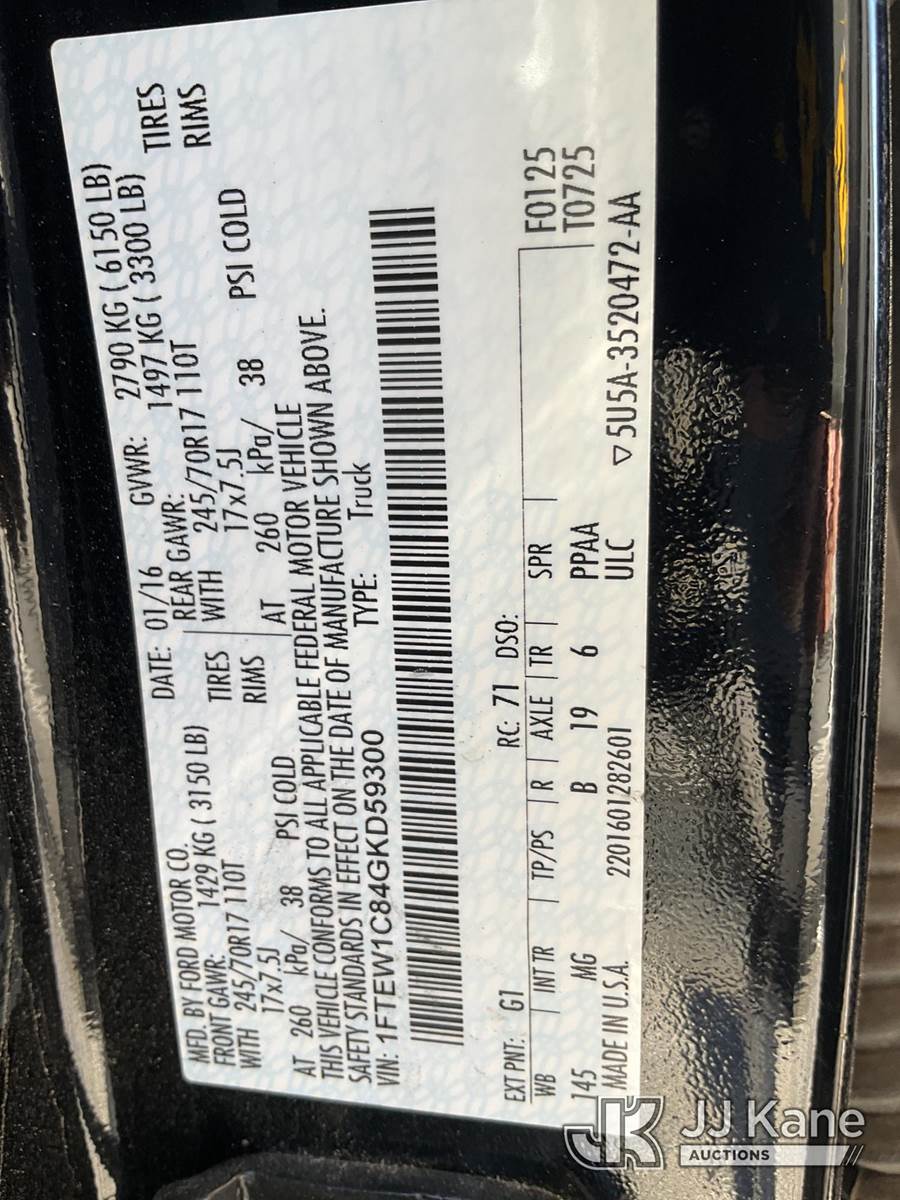 MFD. BY FORD MOTOR CO.
DATE: 01/16 GVWR: 2790 KG ( 6150 LB)
FRONT GAWR: 1429 KG ( 3150 LB)
REAR GAWR: 1497 KG ( 3300 LB)
WITH 245/70R17 110T TIRES
WITH 245/70R17 110T TIRES
17x7.5J RIMS
17x7.5J RIMS
AT 260 kPa/ 38 PSI COLD
AT 260 kPa/ 38 PSI COLD
THIS VEHICLE CONFORMS TO ALL APPLICABLE FEDERAL MOTOR VEHICLE
SAFETY STANDARDS IN EFFECT ON THE DATE OF MANUFACTURE SHOWN ABOVE.
VIN: 1FTEW1C84GKD59300 TYPE: Truck
EXT PNT: G1 RC: 71 DSO: F0125
WB INT TR TP/PS R AXLE TR SPR T0725
145 MG B 19 6 PPAA
MADE IN U.S.A. 2201601282601 ULC ▽5U5A-3520472-AA
JK JJ Kane
AUCTIONS